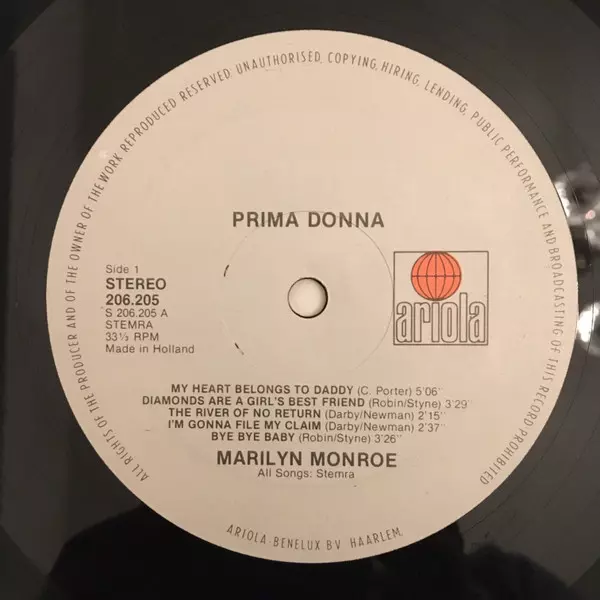 ALL RIGHTS OF THE PRODUCER AND OF THE OWNER OF THEWORK REPRODUCED RESERVED. UNAUTHORISED, COPYING, HIRING, LENDING, PUBLIC PERFORMANCE AND BROADCASTING OF THIS RECORD PROHIBITED
PRIMA DONNA
Side 1
STEREO
206.205
S 206.205 A
STEMRA
33⅓ RPM
Made in Holland
ariola
MY HEART BELONGS TO DADDY (C. Porter) 5'06''
DIAMONDS ARE A GIRL'S BEST FRIEND (Robin/Styne) 3'29''
THE RIVER OF NO RETURN (Darby/Newman) 2'15''
I'M GONNA FILE MY CLAIM (Darby/Newman) 2'37''
BYE BYE BABY (Robin/Styne) 3'26''
MARILYN MONROE
All Songs: Stemra
ARIOLA-BENELUX B.V. HAARLEM.